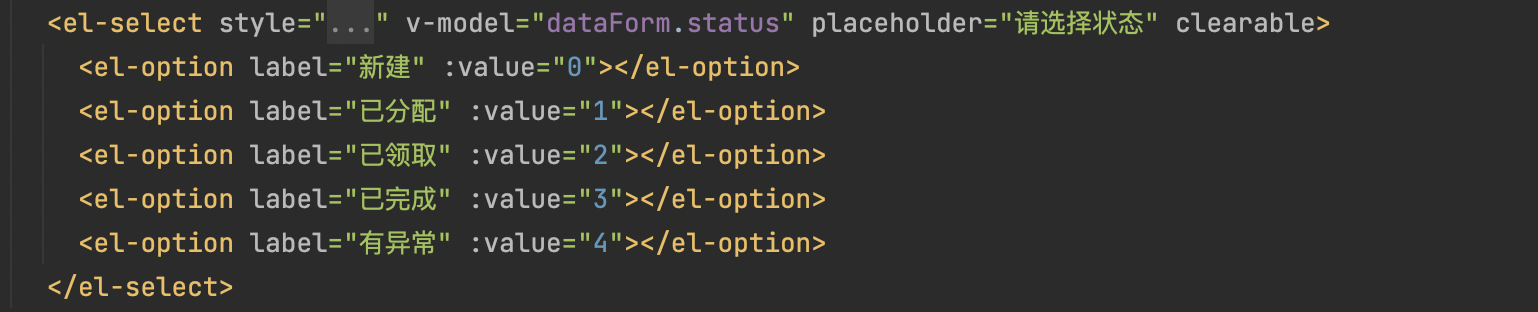 <el-select style="..." v-model="dataForm.status" placeholder="请选择状态" clearable>
<el-option label="新建" :value="0"></el-option>
<el-option label="已分配" :value="1"></el-option>
<el-option label="已领取" :value="2"></el-option>
<el-option label="已完成" :value="3"></el-option>
<el-option label="有异常" :value="4"></el-option>
</el-select>